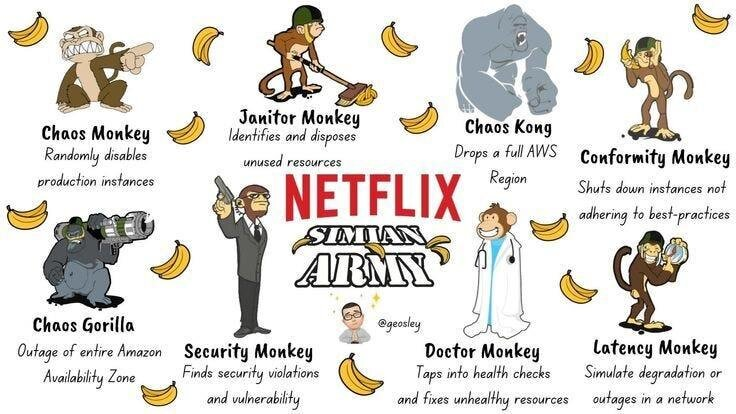 Chaos Monkey
Randomly disables
production instances
Janitor Monkey
Identifies and disposes
unused resources
Chaos Kong
Drops a full AWS
Region
Conformity Monkey
Shuts down instances not
adhering to best-practices
NETFLIX
SIMIAN
ARMY
@geosley
Chaos Gorilla
Outage of entire Amazon
Availability Zone
Security Monkey
Finds security violations
and vulnerability
Doctor Monkey
Taps into health checks
and fixes unhealthy resources
Latency Monkey
Simulate degradation or
outages in a network